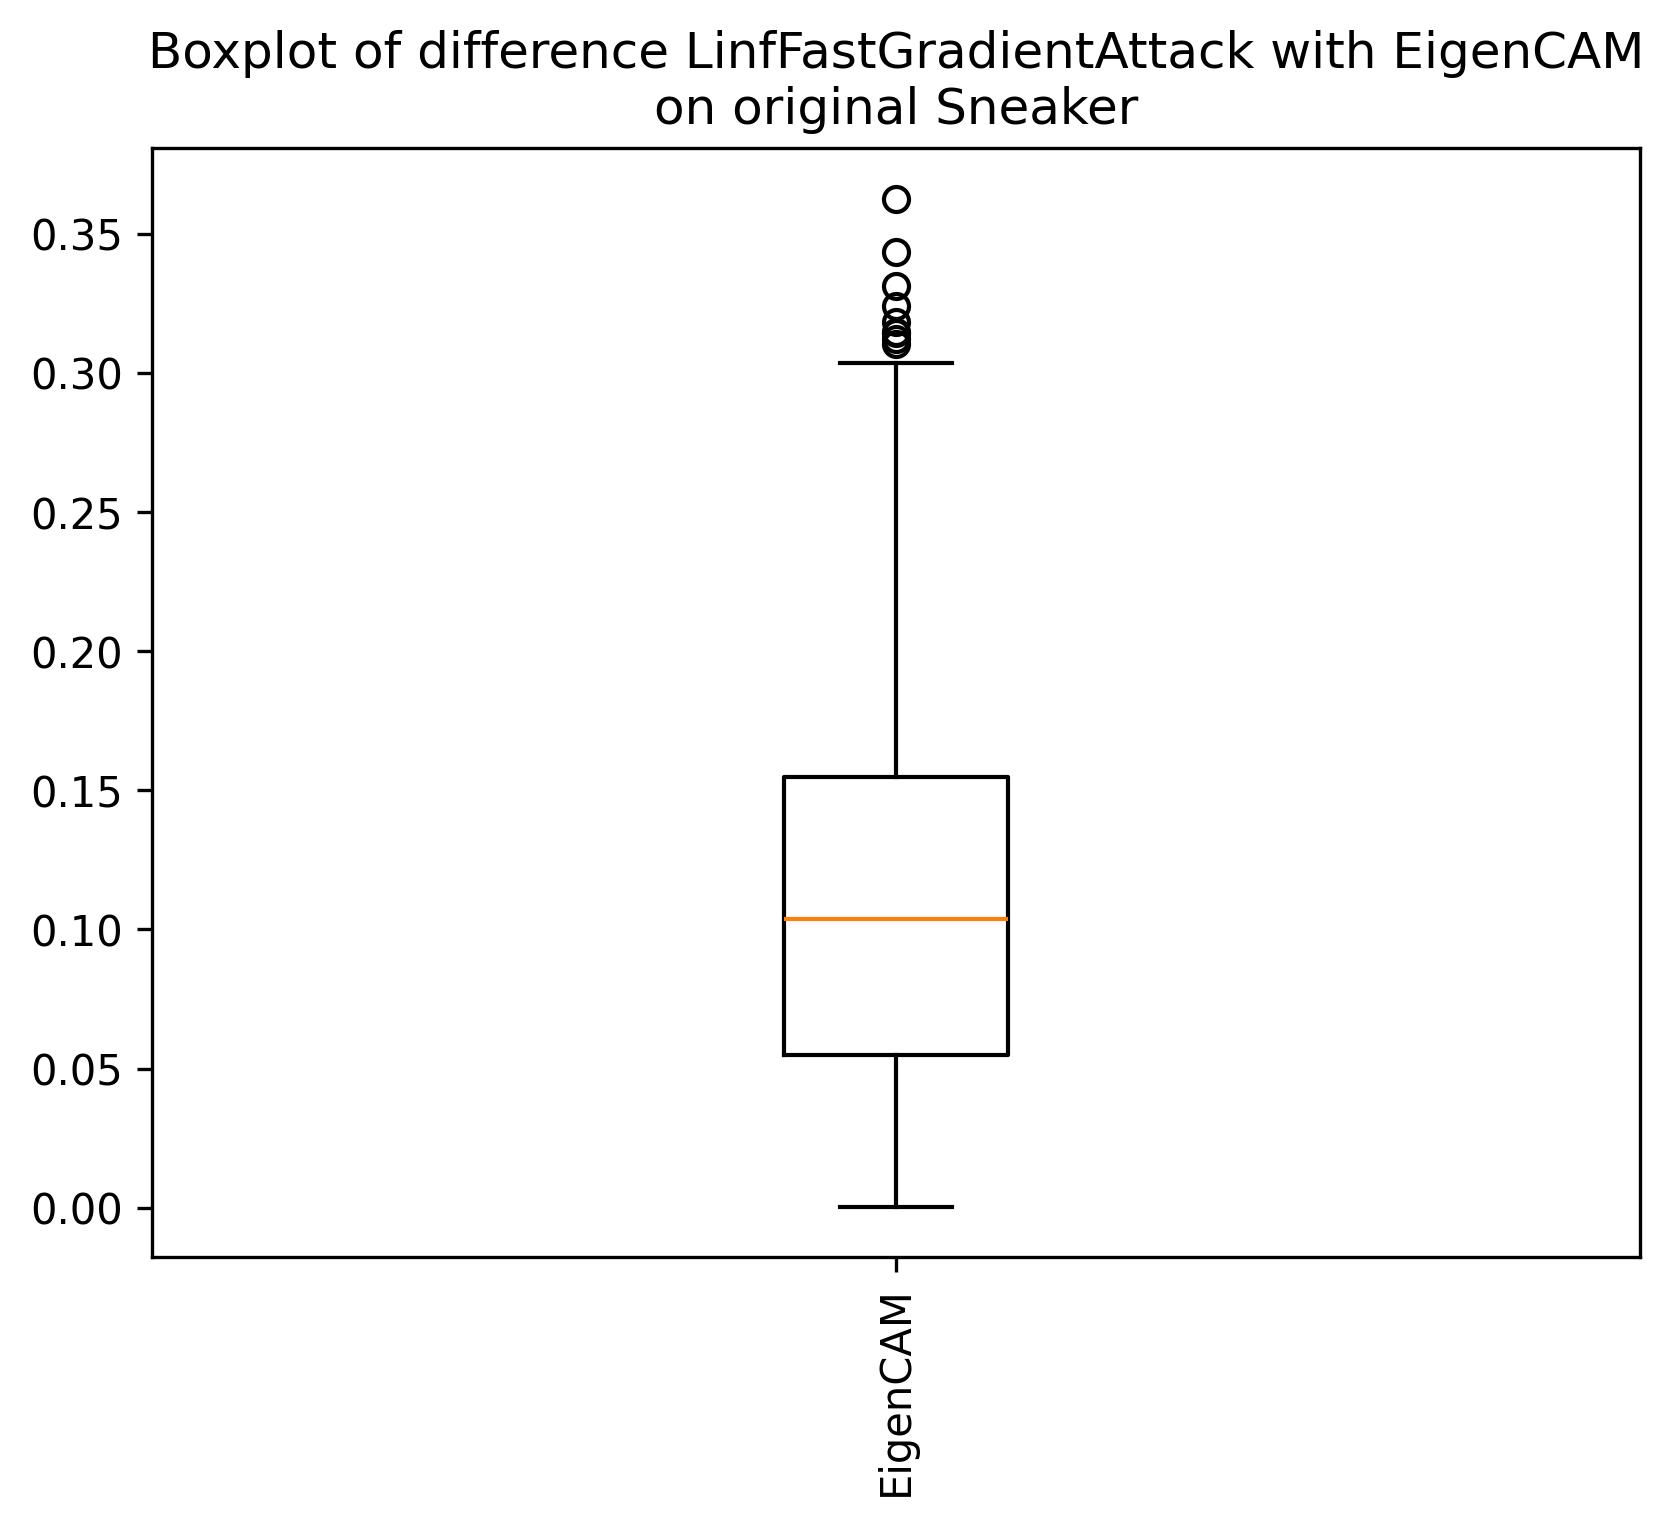 Boxplot of difference LinfFastGradientAttack with EigenCAM
on original Sneaker
0.35
0.30
0.25
0.20
0.15
0.10
0.05
0.00
EigenCAM